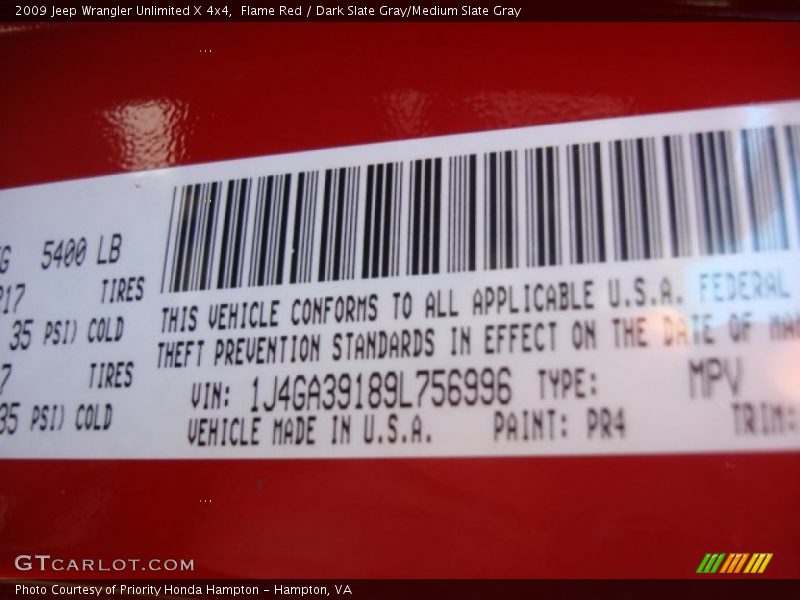 2009 Jeep Wrangler Unlimited X 4x4,  Flame Red / Dark Slate Gray/Medium Slate Gray
5400 LB
TIRES
35 PSI) COLD
TIRES
35 PSI) COLD
THIS VEHICLE CONFORMS TO ALL APPLICABLE U.S.A. FEDERAL
THEFT PREVENTION STANDARDS IN EFFECT ON THE DATE OF
VIN: 1J4GA39189L756996 TYPE: MPV
VEHICLE MADE IN U.S.A. PAINT: PR4 TRIM:
GTCARLOT.COM
Photo Courtesy of Priority Honda Hampton - Hampton, VA